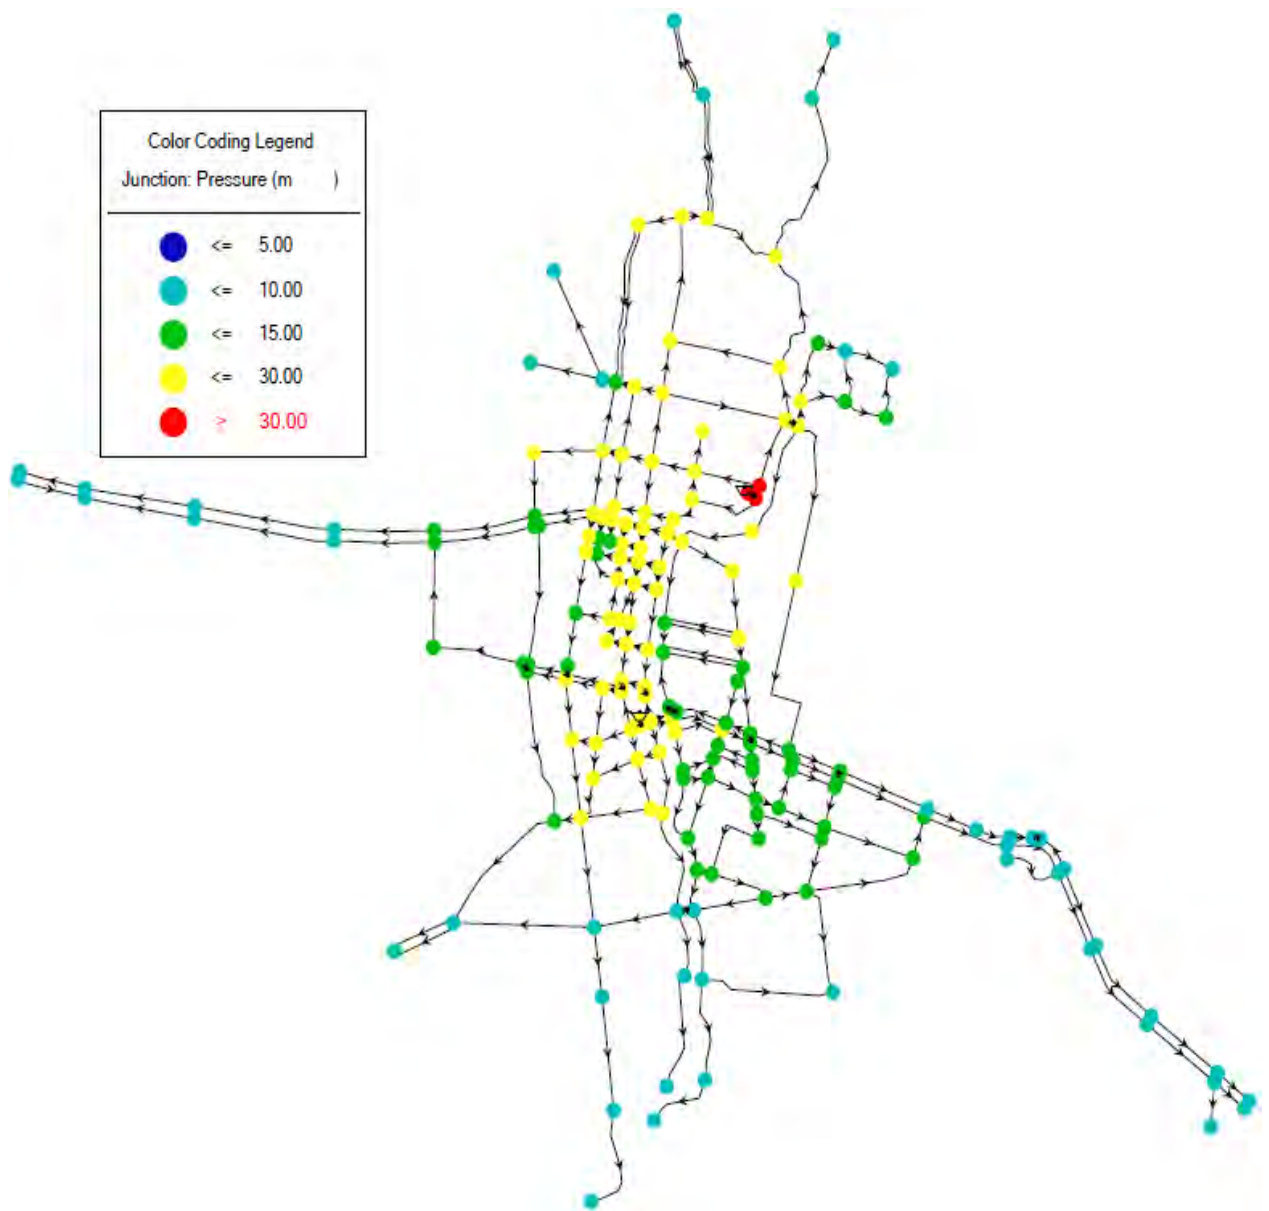 Color Coding Legend
Junction: Pressure (m )
<= 5.00
<= 10.00
<= 15.00
<= 30.00
> 30.00